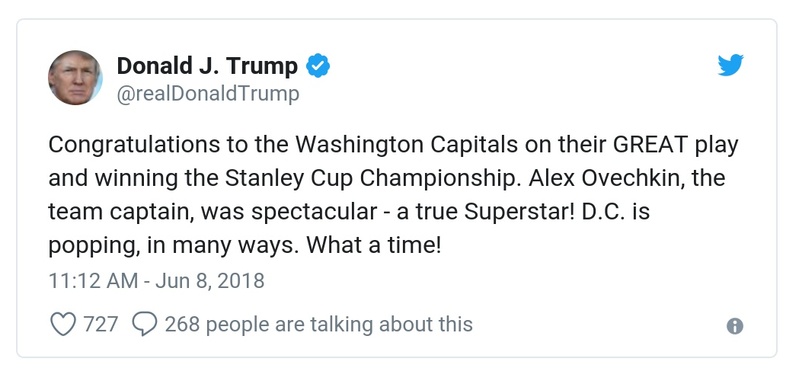 Donald J. Trump
@realDonaldTrump
Congratulations to the Washington Capitals on their GREAT play
and winning the Stanley Cup Championship. Alex Ovechkin, the
team captain, was spectacular - a true Superstar! D.C. is
popping, in many ways. What a time!
11:12 AM - Jun 8, 2018
727 268 people are talking about this